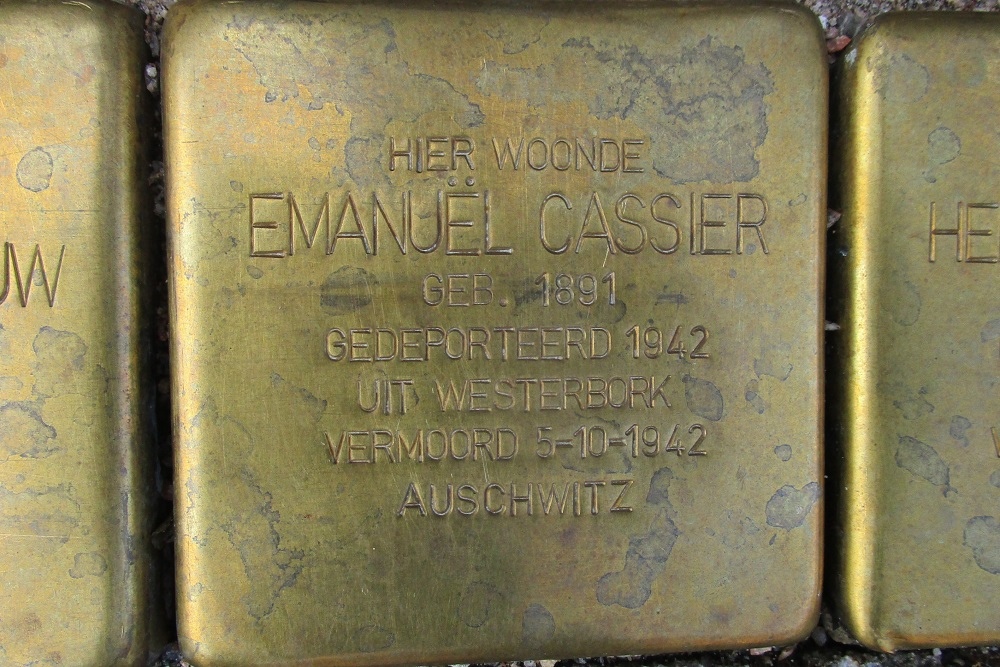 HIER WOONDE
EMANUËL CASSIER
GEB. 1891
GEDEPORTEERD 1942
UIT WESTERBORK
VERMOORD 5-10-1942
AUSCHWITZ